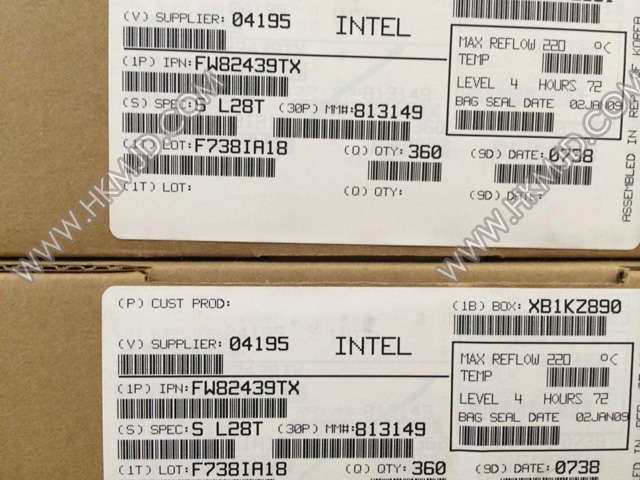 (V) SUPPLIER: 04195 INTEL
MAX REFLOW 220 °C
TEMP
(1P) IPN: FW82439TX
LEVEL 4 HOURS 72
(S) SPEC: S L28T (30P) MM#: 813149
BAG SEAL DATE 02JAN09
(1T) LOT: F738IA18 (Q) QTY: 360 (9D) DATE: 0738
(1T) LOT: (Q) QTY: (9D) DATE:
ASSEMBLED IN REP OF KOREA
WWW.HKMJD.COM
WWW.HKMJD.COM
(P) CUST PROD: (1B) BOX: XB1KZ890
(V) SUPPLIER: 04195 INTEL
MAX REFLOW 220 °C
TEMP
(1P) IPN: FW82439TX
LEVEL 4 HOURS 72
(S) SPEC: S L28T (30P) MM#: 813149
BAG SEAL DATE 02JAN09
(1T) LOT: F738IA18 (Q) QTY: 360 (9D) DATE: 0738